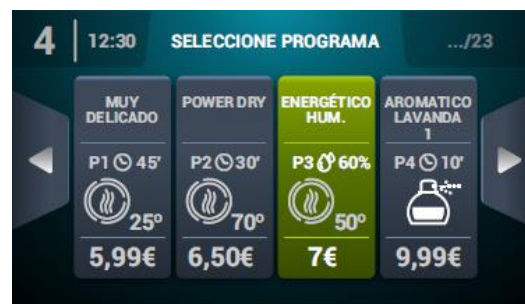 4 12:30 SELECCIONE PROGRAMA .../23
MUY
DELICADO
P1 45'
25º
5,99€
POWER DRY
P2 30'
70º
6,50€
ENERGÉTICO
HUM.
P3 60%
50º
7€
AROMATICO
LAVANDA
1
P4 10'
9,99€